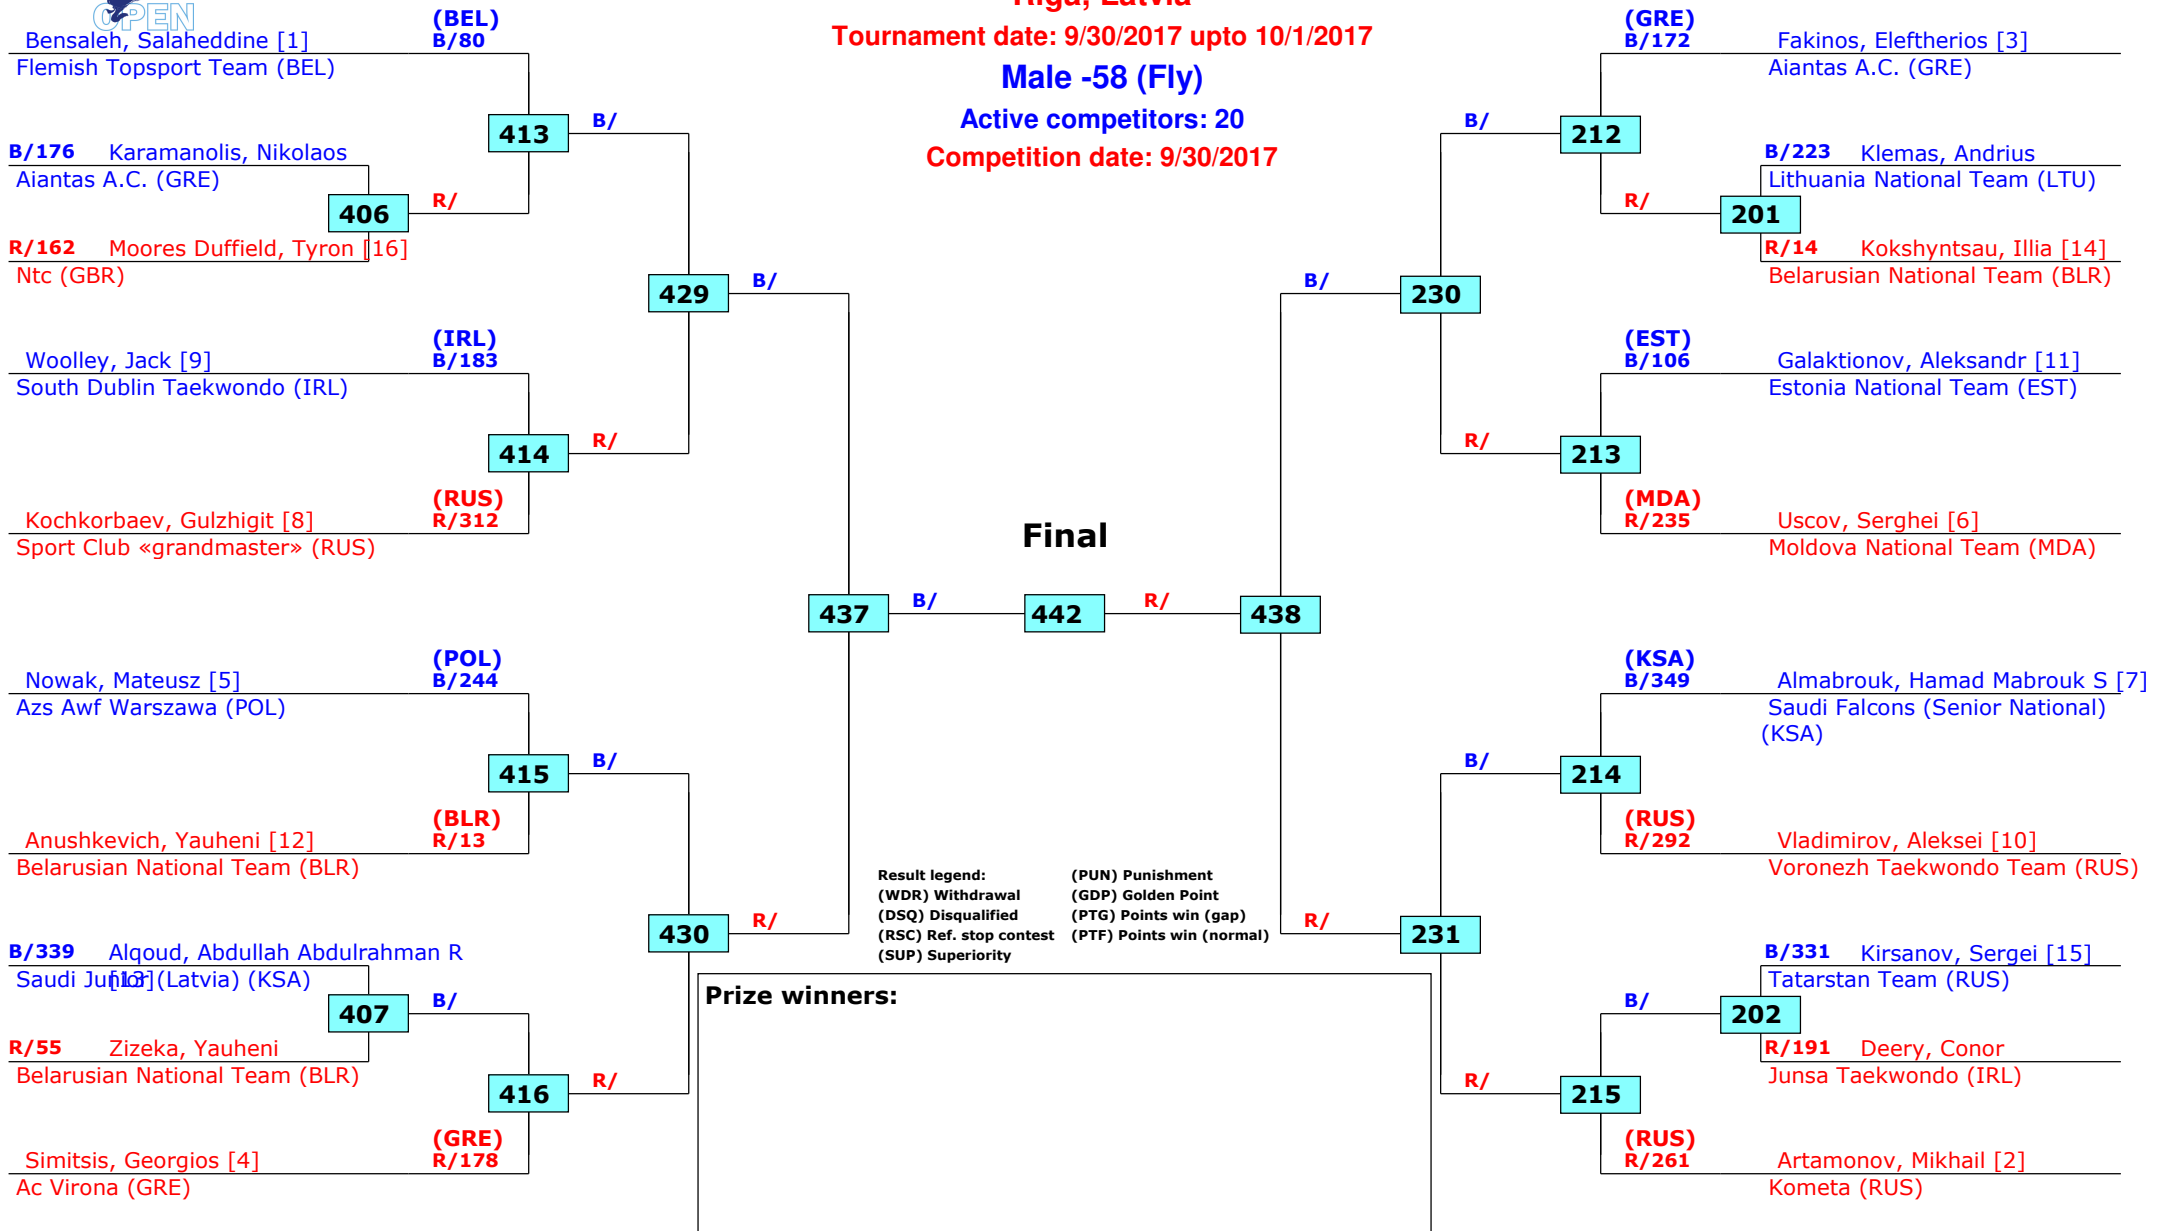 OPEN
Riga, Latvia
Tournament date: 9/30/2017 upto 10/1/2017
Male -58 (Fly)
Active competitors: 20
Competition date: 9/30/2017
(BEL)
Bensaleh, Salaheddine [1] B/80
Flemish Topsport Team (BEL)
413 B/
B/176 Karamanolis, Nikolaos
Aiantas A.C. (GRE)
406 R/
R/162 Moores Duffield, Tyron [16]
Ntc (GBR)
429 B/
(IRL)
Woolley, Jack [9] B/183
South Dublin Taekwondo (IRL)
414 R/
(RUS)
Kochkorbaev, Gulzhigit [8] R/312
Sport Club «grandmaster» (RUS)
437 B/
(POL)
Nowak, Mateusz [5] B/244
Azs Awf Warszawa (POL)
415 B/
(BLR)
Anushkevich, Yauheni [12] R/13
Belarusian National Team (BLR)
430 R/
B/339 Alqoud, Abdullah Abdulrahman R
[13]
Saudi Junior (Latvia) (KSA)
407 B/
R/55 Zizeka, Yauheni
Belarusian National Team (BLR)
416 R/
(GRE)
Simitsis, Georgios [4] R/178
Ac Virona (GRE)
Final
442
R/ 438
(GRE)
B/172 Fakinos, Eleftherios [3]
Aiantas A.C. (GRE)
B/ 212
B/223 Klemas, Andrius
Lithuania National Team (LTU)
R/ 201
R/14 Kokshyntsau, Illia [14]
Belarusian National Team (BLR)
B/ 230
(EST)
B/106 Galaktionov, Aleksandr [11]
Estonia National Team (EST)
R/ 213
(MDA)
R/235 Uscov, Serghei [6]
Moldova National Team (MDA)
(KSA)
B/349 Almabrouk, Hamad Mabrouk S [7]
Saudi Falcons (Senior National)
(KSA)
B/ 214
(RUS)
R/292 Vladimirov, Aleksei [10]
Voronezh Taekwondo Team (RUS)
R/ 231
B/331 Kirsanov, Sergei [15]
Tatarstan Team (RUS)
B/ 202
R/191 Deery, Conor
Junsa Taekwondo (IRL)
R/ 215
(RUS)
R/261 Artamonov, Mikhail [2]
Kometa (RUS)
Result legend: (PUN) Punishment
(WDR) Withdrawal (GDP) Golden Point
(DSQ) Disqualified (PTG) Points win (gap)
(RSC) Ref. stop contest (PTF) Points win (normal)
(SUP) Superiority
Prize winners: